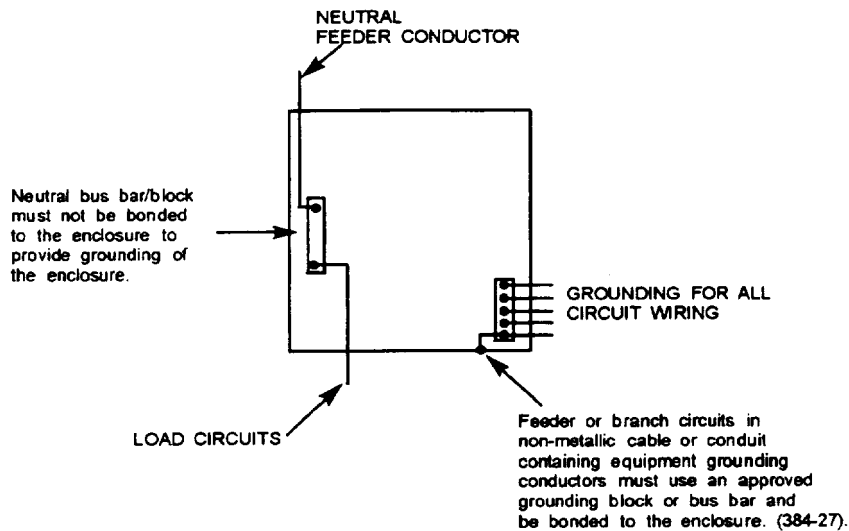 NEUTRAL
FEEDER CONDUCTOR
Neutral bus bar/block
must not be bonded
to the enclosure to
provide grounding of
the enclosure.
GROUNDING FOR ALL
CIRCUIT WIRING
LOAD CIRCUITS
Feeder or branch circuits in
non-metallic cable or conduit
containing equipment grounding
conductors must use an approved
grounding block or bus bar and
be bonded to the enclosure. (384-27).